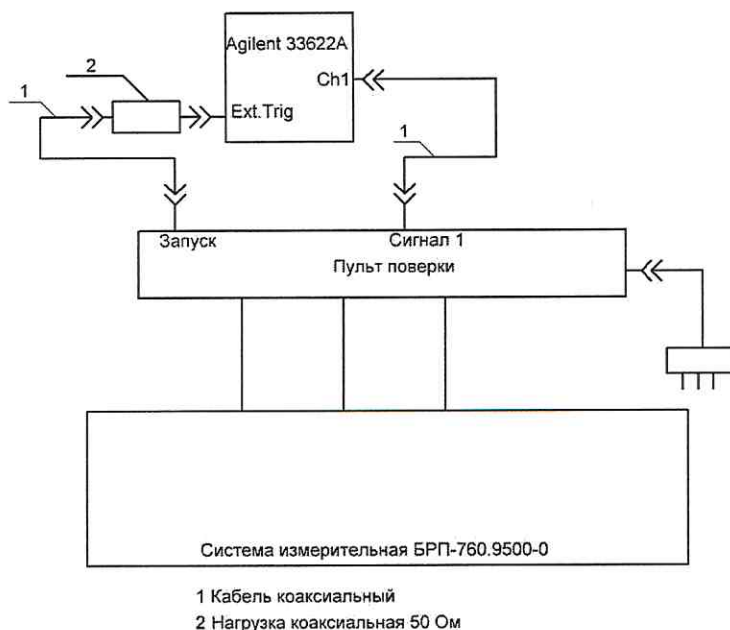 Agilent 33622A
2
Ch1
1
Ext.Trig
1
Запуск
Сигнал 1
Пульт поверки
Система измерительная БРП-760.9500-0
1 Кабель коаксиальный
2 Нагрузка коаксиальная 50 Ом